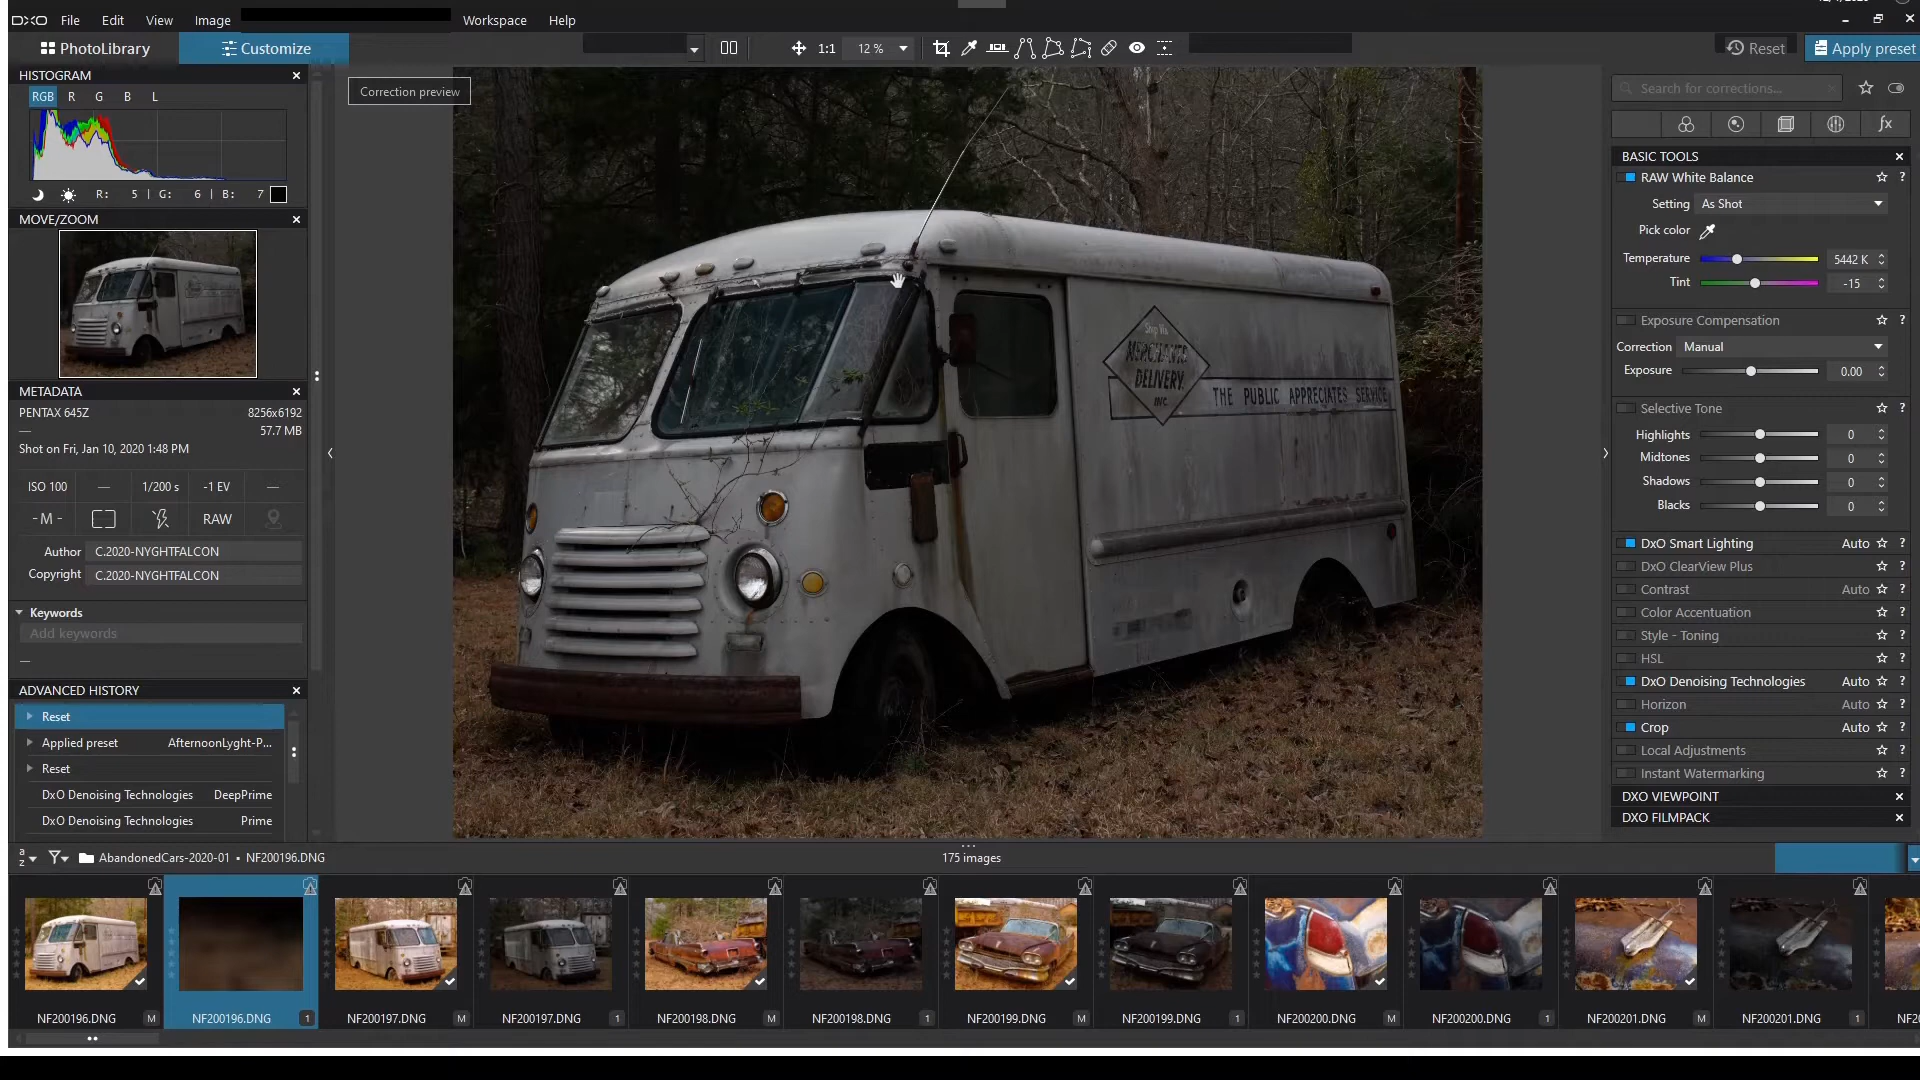 DXO File Edit View Image Workspace Help
PhotoLibrary Customize 1:1 12 % Reset Apply preset
HISTOGRAM
RGB R G B L
R: 5 | G: 6 | B: 7
MOVE/ZOOM
METADATA
PENTAX 645Z 8256x6192
— 57.7 MB
Shot on Fri, Jan 10, 2020 1:48 PM
ISO 100 — 1/200 s -1 EV —
- M - RAW
Author C.2020-NYGHTFALCON
Copyright C.2020-NYGHTFALCON
Keywords
Add keywords
—
ADVANCED HISTORY
Reset
Applied preset AfternoonLyght-P...
Reset
DxO Denoising Technologies DeepPrime
DxO Denoising Technologies Prime
Correction preview
Ship Via
MERCHANTS
DELIVERY.
INC.
THE PUBLIC APPRECIATES SERVICE
Search for corrections...
fx
BASIC TOOLS
RAW White Balance ?
Setting As Shot
Pick color
Temperature 5442 K
Tint -15
Exposure Compensation ?
Correction Manual
Exposure 0.00
Selective Tone ?
Highlights 0
Midtones 0
Shadows 0
Blacks 0
DxO Smart Lighting Auto ?
DxO ClearView Plus ?
Contrast Auto ?
Color Accentuation ?
Style - Toning ?
HSL ?
DxO Denoising Technologies Auto ?
Horizon Auto ?
Crop Auto ?
Local Adjustments ?
Instant Watermarking ?
DXO VIEWPOINT
DXO FILMPACK
a z AbandonedCars-2020-01 • NF200196.DNG 175 images
NF200196.DNG M NF200196.DNG 1 NF200197.DNG M NF200197.DNG 1 NF200198.DNG M NF200198.DNG 1 NF200199.DNG M NF200199.DNG 1 NF200200.DNG M NF200200.DNG 1 NF200201.DNG M NF200201.DNG 1